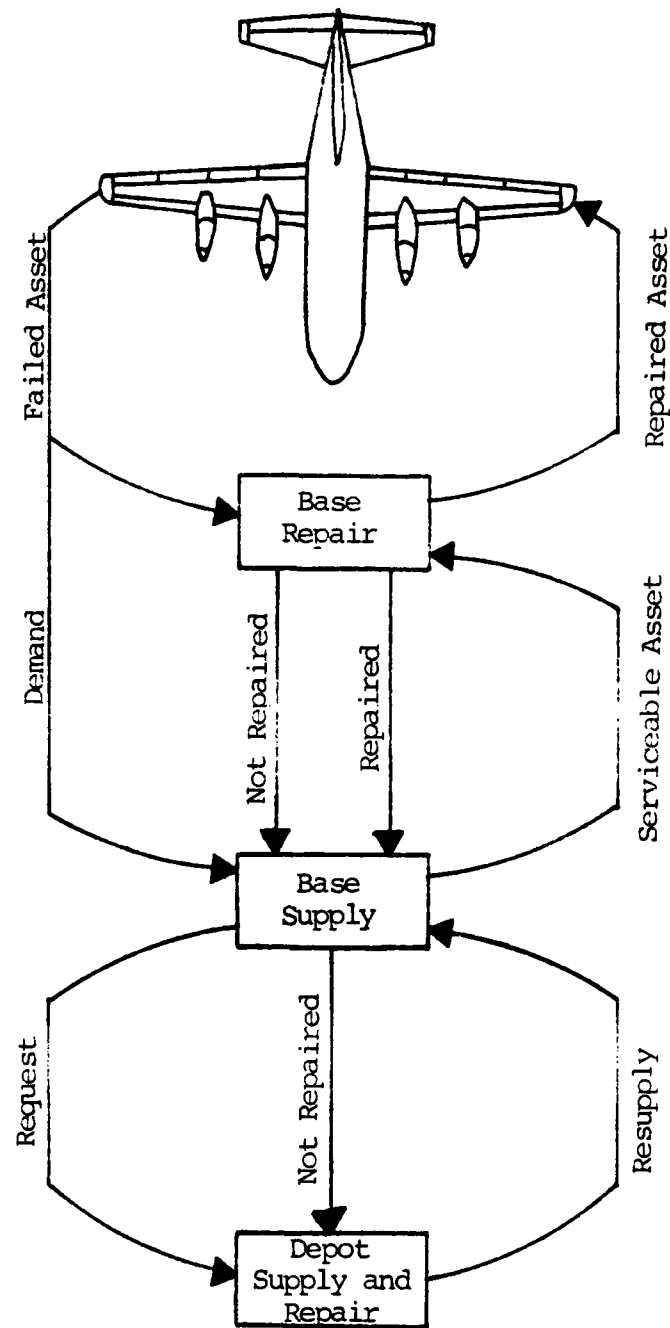 Failed Asset
Repaired Asset
Base
Repair
Demand
Not Repaired
Repaired
Serviceable Asset
Base
Supply
Request
Not Repaired
Resupply
Depot
Supply and
Repair